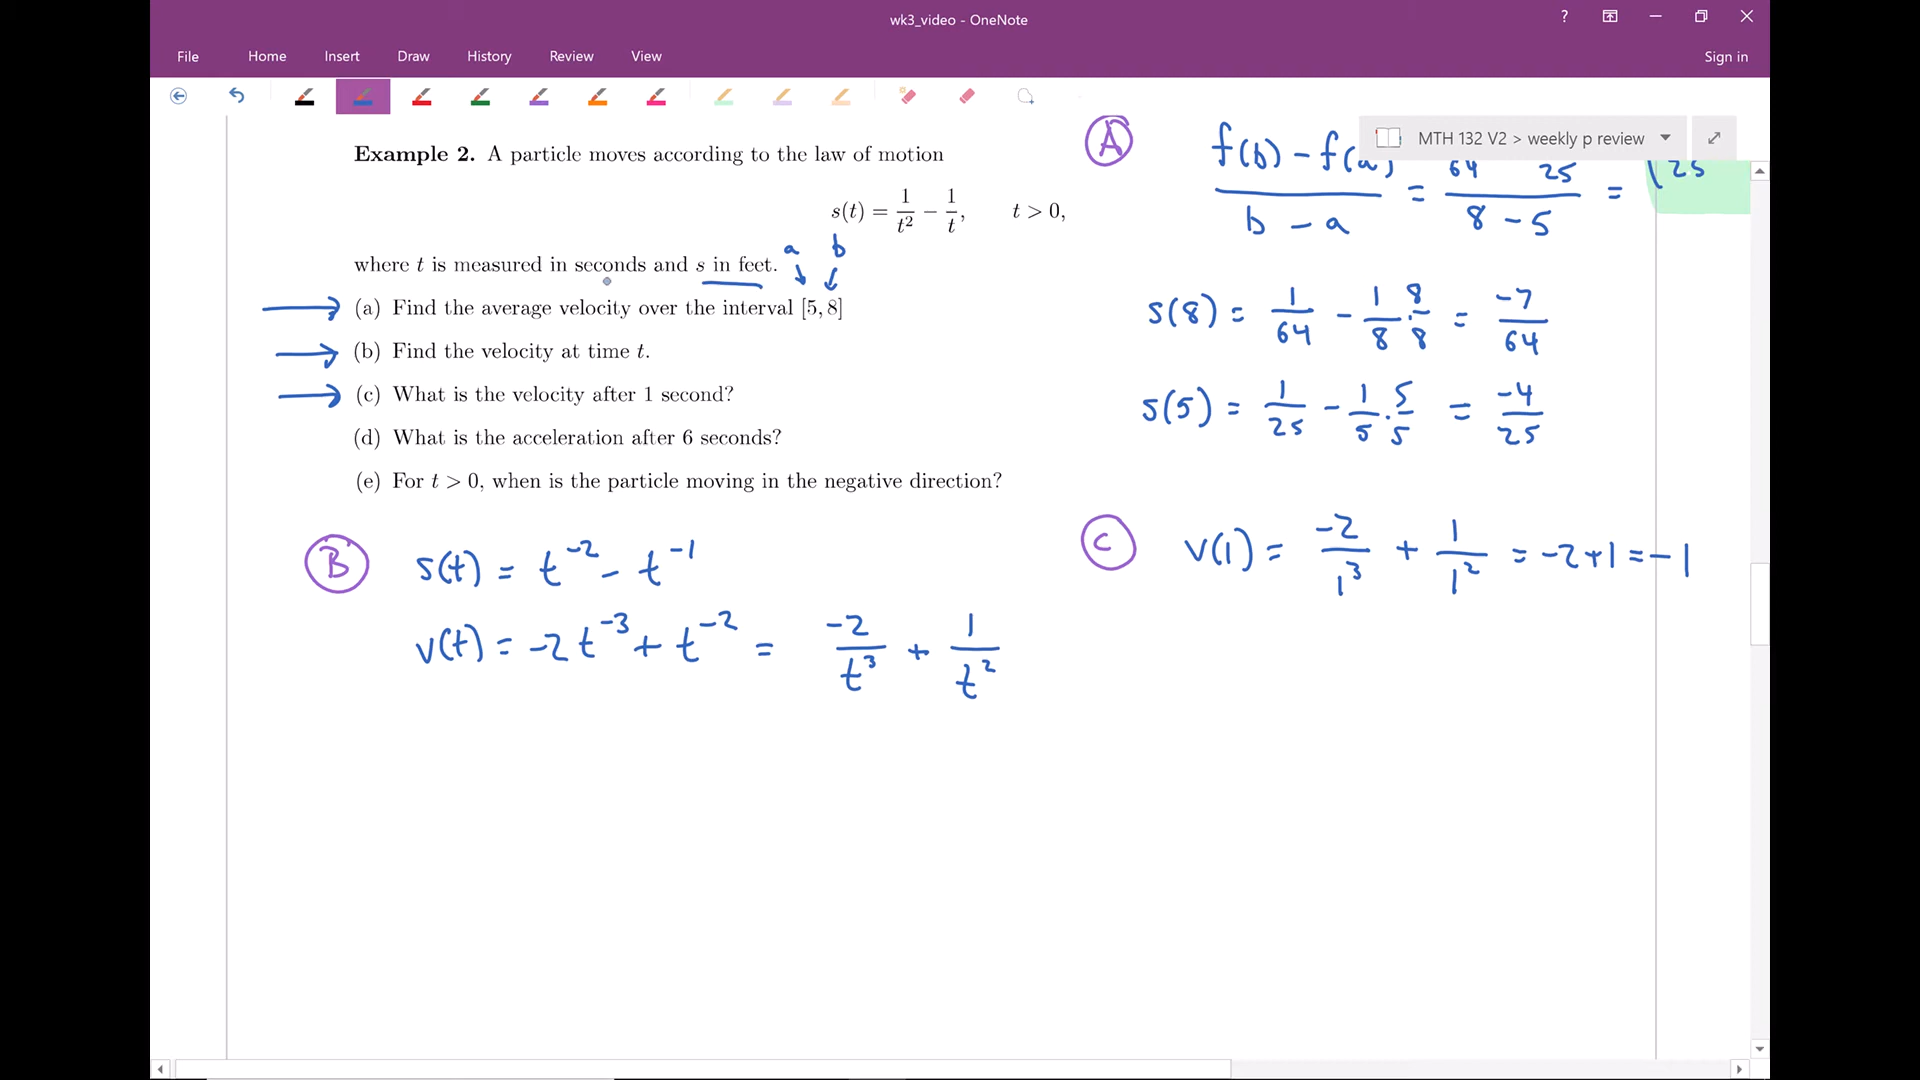 wk3_video - OneNote
?
File Home Insert Draw History Review View Sign in
MTH 132 V2 > weekly p review
Example 2. A particle moves according to the law of motion
s(t) = 1/t² − 1/t, t > 0,
a b
where t is measured in seconds and s in feet.
(a) Find the average velocity over the interval [5, 8]
(b) Find the velocity at time t.
(c) What is the velocity after 1 second?
(d) What is the acceleration after 6 seconds?
(e) For t > 0, when is the particle moving in the negative direction?
A
(f(b) − f(a))/(b − a) = (64 25)/(8 − 5) = 25
s(8) = 1/64 − 1/8 · 8/8 = -7/64
s(5) = 1/25 − 1/5 · 5/5 = -4/25
B
s(t) = t⁻² − t⁻¹
v(t) = -2t⁻³ + t⁻² = -2/t³ + 1/t²
C
v(1) = -2/1³ + 1/1² = -2+1 = -1